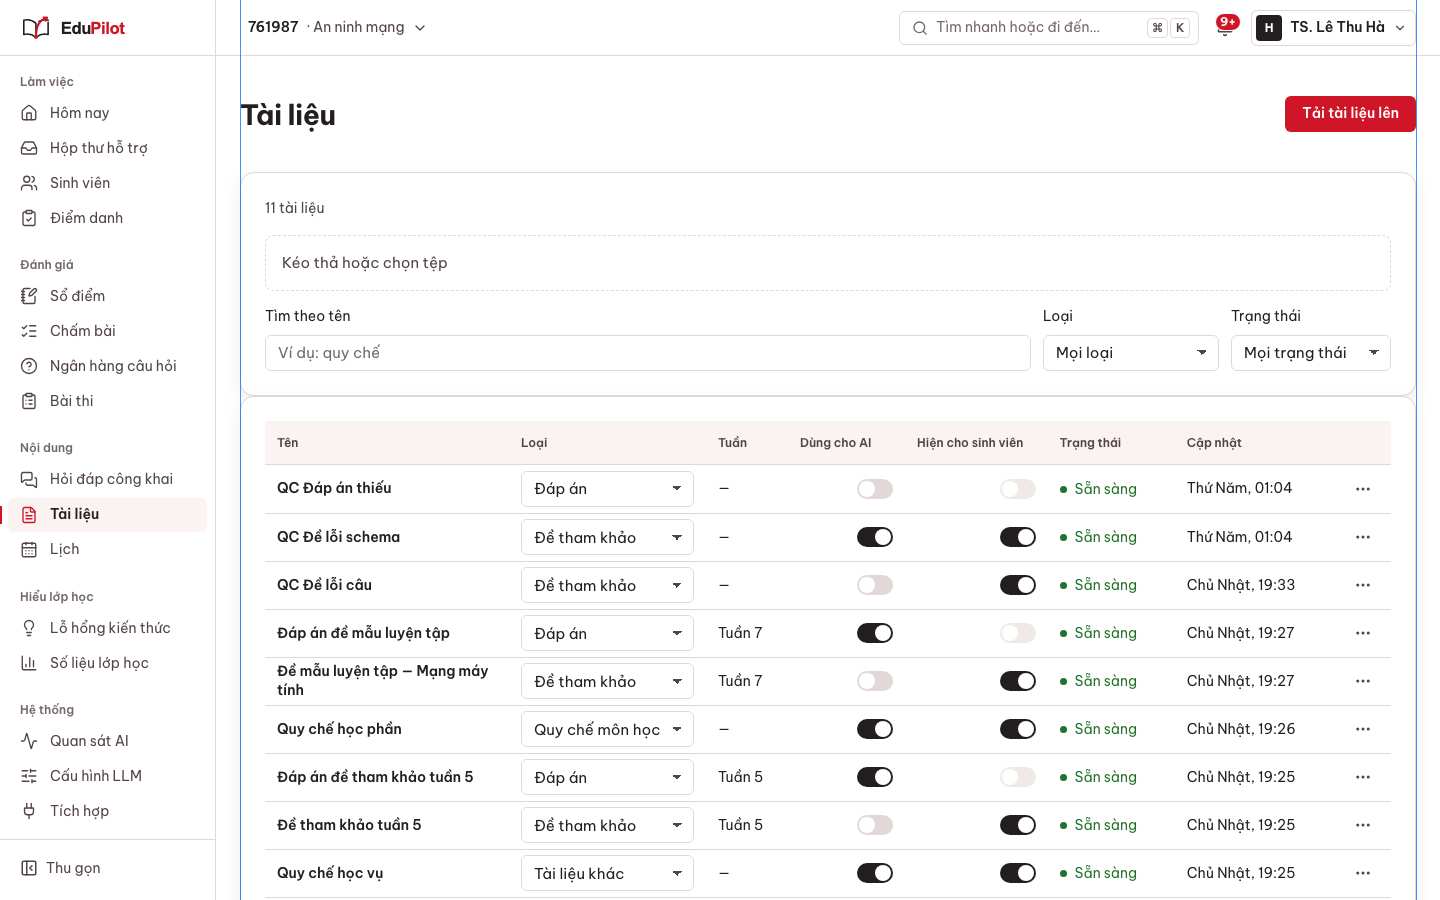 EduPilot
761987 · An ninh mạng
Tìm nhanh hoặc đi đến...
⌘ K
9+
H
TS. Lê Thu Hà
Làm việc
Hôm nay
Hộp thư hỗ trợ
Sinh viên
Điểm danh
Đánh giá
Sổ điểm
Chấm bài
Ngân hàng câu hỏi
Bài thi
Nội dung
Hỏi đáp công khai
Tài liệu
Lịch
Hiểu lớp học
Lỗ hổng kiến thức
Số liệu lớp học
Hệ thống
Quan sát AI
Cấu hình LLM
Tích hợp
Thu gọn
Tài liệu
Tải tài liệu lên
11 tài liệu
Kéo thả hoặc chọn tệp
Tìm theo tên
Loại
Trạng thái
Ví dụ: quy chế
Mọi loại
Mọi trạng thái
Tên Loại Tuần Dùng cho AI Hiện cho sinh viên Trạng thái Cập nhật
QC Đáp án thiếu Đáp án — Sẵn sàng Thứ Năm, 01:04
QC Đề lỗi schema Đề tham khảo — Sẵn sàng Thứ Năm, 01:04
QC Đề lỗi câu Đề tham khảo — Sẵn sàng Chủ Nhật, 19:33
Đáp án đề mẫu luyện tập Đáp án Tuần 7 Sẵn sàng Chủ Nhật, 19:27
Đề mẫu luyện tập — Mạng máy
tính Đề tham khảo Tuần 7 Sẵn sàng Chủ Nhật, 19:27
Quy chế học phần Quy chế môn học — Sẵn sàng Chủ Nhật, 19:26
Đáp án đề tham khảo tuần 5 Đáp án Tuần 5 Sẵn sàng Chủ Nhật, 19:25
Đề tham khảo tuần 5 Đề tham khảo Tuần 5 Sẵn sàng Chủ Nhật, 19:25
Quy chế học vụ Tài liệu khác — Sẵn sàng Chủ Nhật, 19:25